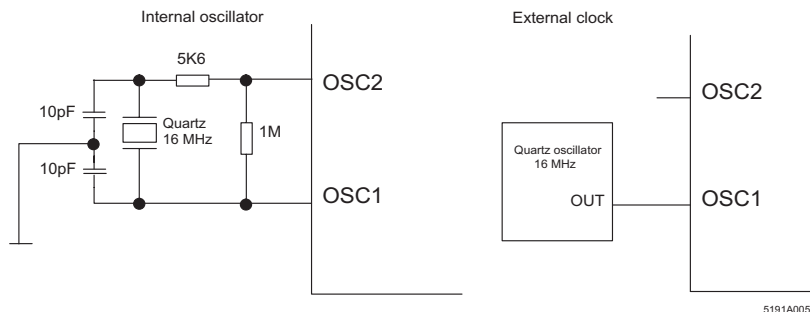 Internal oscillator
5K6
OSC2
10pF
Quartz
16 MHz
1M
10pF
OSC1
External clock
OSC2
Quartz oscillator
16 MHz
OUT
OSC1
5191A005